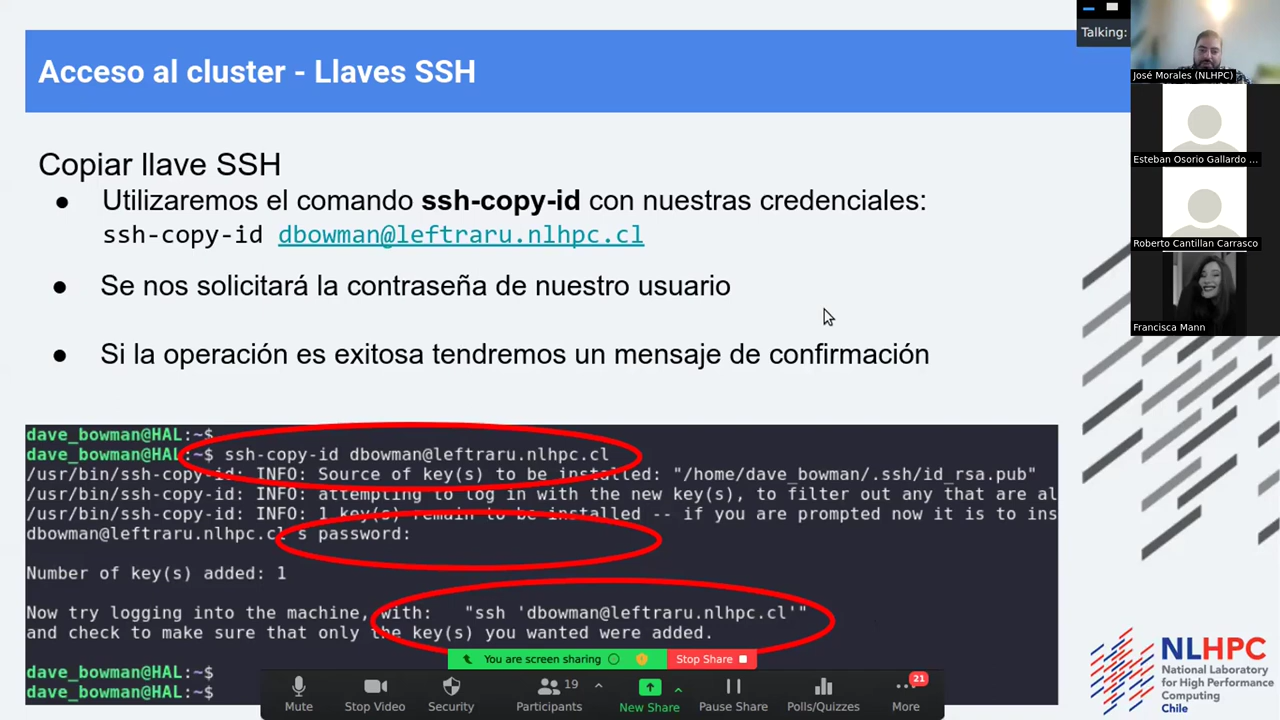 Acceso al cluster - Llaves SSH
Copiar llave SSH
● Utilizaremos el comando ssh-copy-id con nuestras credenciales:
ssh-copy-id dbowman@leftraru.nlhpc.cl
● Se nos solicitará la contraseña de nuestro usuario
● Si la operación es exitosa tendremos un mensaje de confirmación
dave_bowman@HAL:~$
dave_bowman@HAL:~$ ssh-copy-id dbowman@leftraru.nlhpc.cl
/usr/bin/ssh-copy-id: INFO: Source of key(s) to be installed: "/home/dave_bowman/.ssh/id_rsa.pub"
/usr/bin/ssh-copy-id: INFO: attempting to log in with the new key(s), to filter out any that are al
/usr/bin/ssh-copy-id: INFO: 1 key(s) remain to be installed -- if you are prompted now it is to ins
dbowman@leftraru.nlhpc.cl's password:
Number of key(s) added: 1
Now try logging into the machine, with: "ssh 'dbowman@leftraru.nlhpc.cl'"
and check to make sure that only the key(s) you wanted were added.
dave_bowman@HAL:~$
dave_bowman@HAL:~$
Talking:
José Morales (NLHPC)
Esteban Osorio Gallardo ...
Roberto Cantillan Carrasco
Francisca Mann
You are screen sharing
Stop Share
Mute
Stop Video
Security
Participants
19
New Share
Pause Share
Polls/Quizzes
More
21
NLHPC
National Laboratory
for High Performance
Computing
Chile